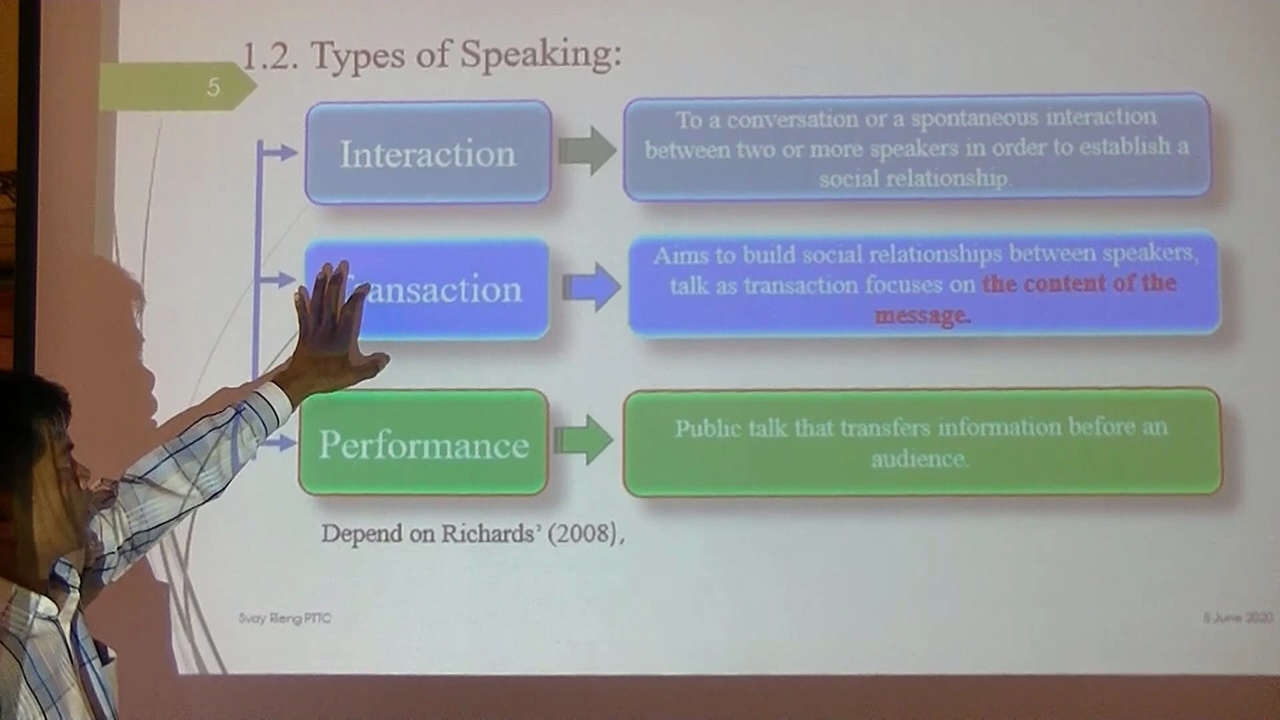 1.2. Types of Speaking:
5
Interaction
To a conversation or a spontaneous interaction
between two or more speakers in order to establish a
social relationship.
ansaction
Aims to build social relationships between speakers,
talk as transaction focuses on the content of the
message.
Performance
Public talk that transfers information before an
audience.
Depend on Richards’ (2008),
Svay Rieng PTTC
5 June 2020